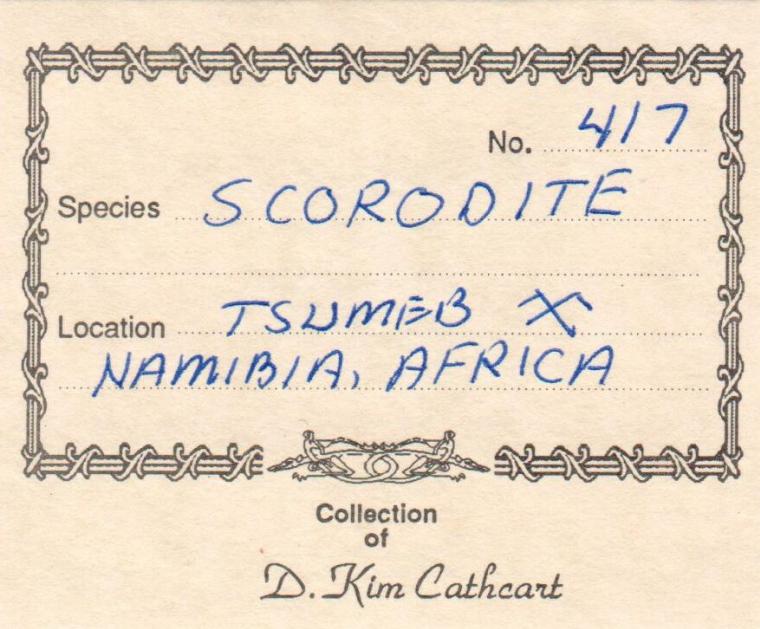 No. 417
Species SCORODITE
Location TSUMEB X
NAMIBIA, AFRICA
Collection
of
D. Kim Cathcart